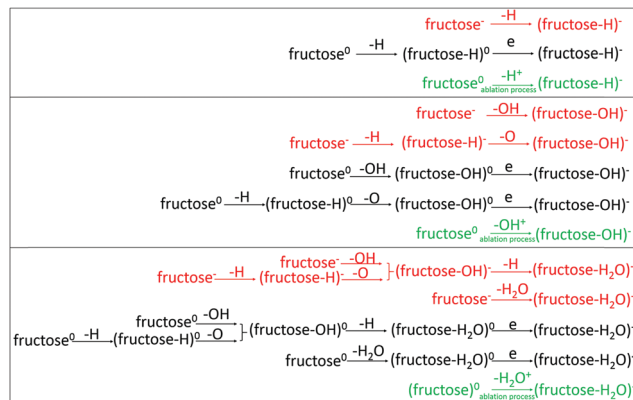 fructose⁻ -H (fructose-H)⁻
fructose⁰ -H (fructose-H)⁰ e (fructose-H)⁻
fructose⁰ -H⁺ ablation process (fructose-H)⁻
fructose⁻ -OH (fructose-OH)⁻
fructose⁻ -H (fructose-H)⁻ -O (fructose-OH)⁻
fructose⁰ -OH (fructose-OH)⁰ e (fructose-OH)⁻
fructose⁰ -H (fructose-H)⁰ -O (fructose-OH)⁰ e (fructose-OH)⁻
fructose⁰ -OH⁺ ablation process (fructose-OH)⁻
fructose⁻ -OH
fructose⁻ -H (fructose-H)⁻ -O (fructose-OH)⁻ -H (fructose-H₂O)⁻
fructose⁻ -H₂O (fructose-H₂O)⁻
fructose⁰ -OH (fructose-OH)⁰ -H (fructose-H₂O)⁰ e (fructose-H₂O)⁻
fructose⁰ -H (fructose-H)⁰ -O
fructose⁰ -H₂O (fructose-H₂O)⁰ e (fructose-H₂O)⁻
(fructose)⁰ -H₂O⁺ ablation process (fructose-H₂O)⁻